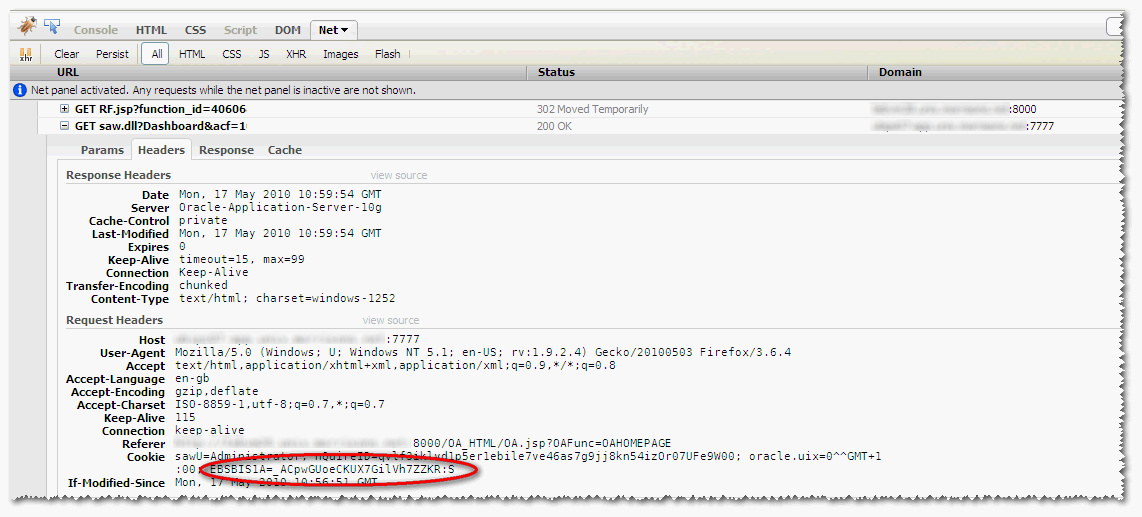 Console HTML CSS Script DOM Net
xhr Clear Persist All HTML CSS JS XHR Images Flash
URL Status Domain
Net panel activated. Any requests while the net panel is inactive are not shown.
GET RF.jsp?function_id=40606 302 Moved Temporarily :8000
GET saw.dll?Dashboard&acf=1 200 OK :7777
Params Headers Response Cache
Response Headers view source
Date Mon, 17 May 2010 10:59:54 GMT
Server Oracle-Application-Server-10g
Cache-Control private
Last-Modified Mon, 17 May 2010 10:59:54 GMT
Expires 0
Keep-Alive timeout=15, max=99
Connection Keep-Alive
Transfer-Encoding chunked
Content-Type text/html; charset=windows-1252
Request Headers view source
Host :7777
User-Agent Mozilla/5.0 (Windows; U; Windows NT 5.1; en-US; rv:1.9.2.4) Gecko/20100503 Firefox/3.6.4
Accept text/html,application/xhtml+xml,application/xml;q=0.9,*/*;q=0.8
Accept-Language en-gb
Accept-Encoding gzip,deflate
Accept-Charset ISO-8859-1,utf-8;q=0.7,*;q=0.7
Keep-Alive 115
Connection keep-alive
Referer :8000/OA_HTML/OA.jsp?OAFunc=OAHOMEPAGE
Cookie sawU=Administrator; oracle.uix=0^^GMT+1
:00; EBSBIS1A=_ACpwGUoeCKUX7GilVh7ZZKR:S
If-Modified-Since Mon, 17 May 2010 10:56:51 GMT